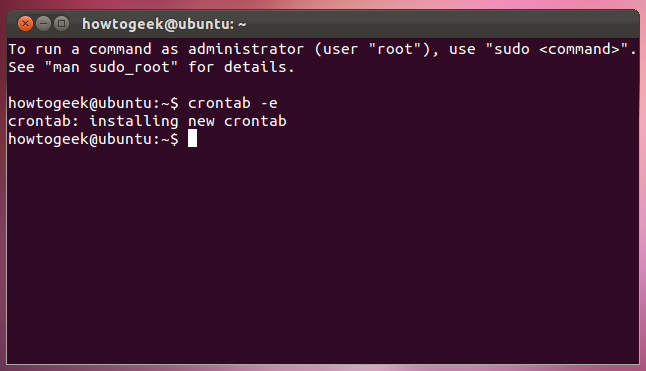 howtogeek@ubuntu: ~
To run a command as administrator (user "root"), use "sudo <command>".
See "man sudo_root" for details.
howtogeek@ubuntu:~$ crontab -e
crontab: installing new crontab
howtogeek@ubuntu:~$